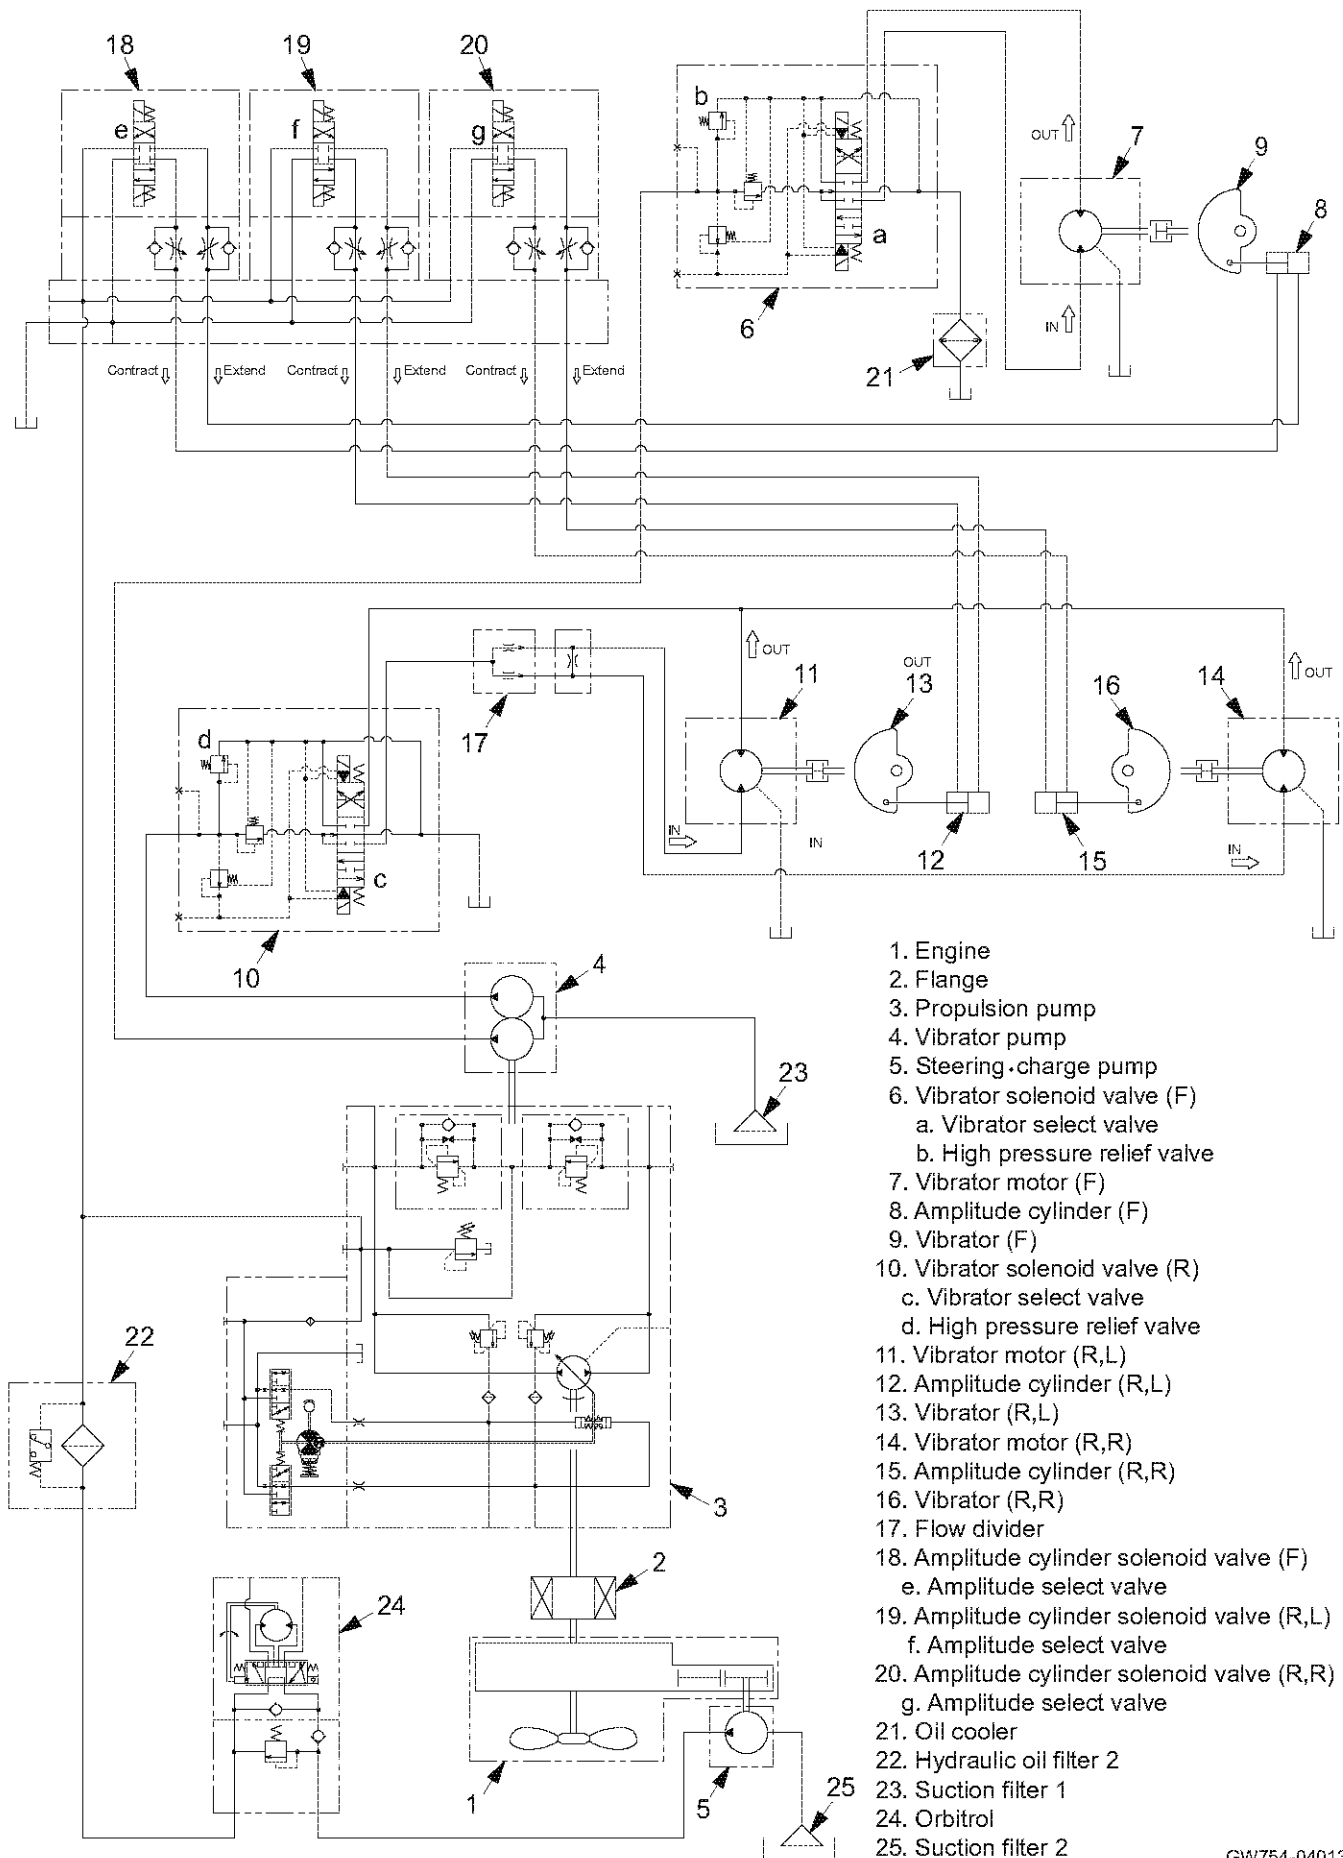 18
19
20
e
f
g
b
a
6
OUT
7
9
8
IN
21
Contract
Extend
Contract
Extend
Contract
Extend
OUT
OUT
OUT
11
13
16
14
17
d
c
IN
IN
IN
12
15
10
4
23
22
3
2
24
1
5
25
1. Engine
2. Flange
3. Propulsion pump
4. Vibrator pump
5. Steering·charge pump
6. Vibrator solenoid valve (F)
a. Vibrator select valve
b. High pressure relief valve
7. Vibrator motor (F)
8. Amplitude cylinder (F)
9. Vibrator (F)
10. Vibrator solenoid valve (R)
c. Vibrator select valve
d. High pressure relief valve
11. Vibrator motor (R,L)
12. Amplitude cylinder (R,L)
13. Vibrator (R,L)
14. Vibrator motor (R,R)
15. Amplitude cylinder (R,R)
16. Vibrator (R,R)
17. Flow divider
18. Amplitude cylinder solenoid valve (F)
e. Amplitude select valve
19. Amplitude cylinder solenoid valve (R,L)
f. Amplitude select valve
20. Amplitude cylinder solenoid valve (R,R)
g. Amplitude select valve
21. Oil cooler
22. Hydraulic oil filter 2
23. Suction filter 1
24. Orbitrol
25. Suction filter 2